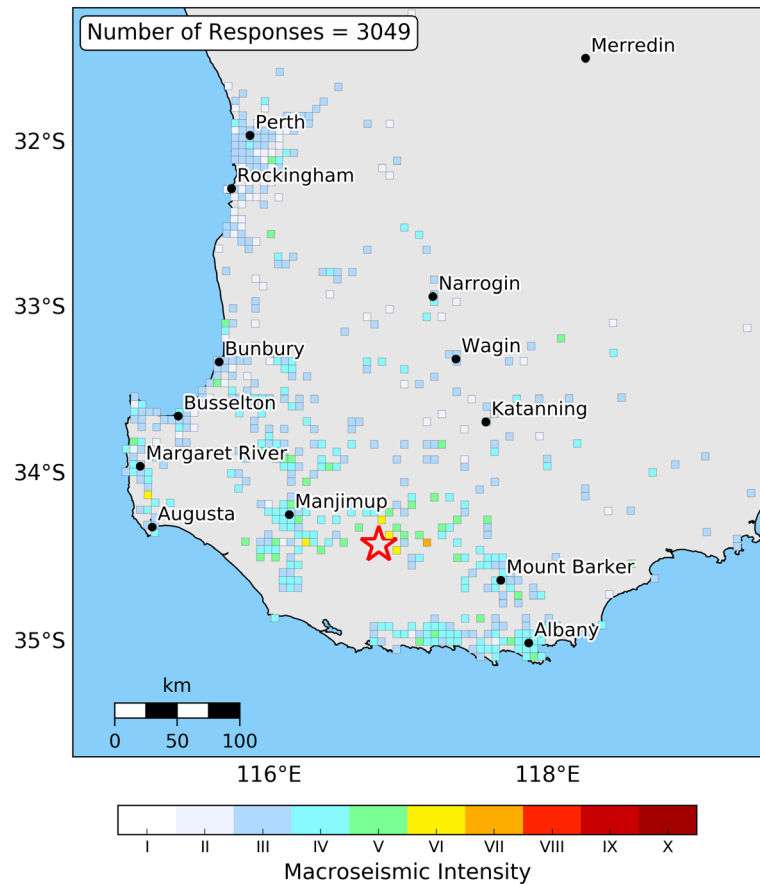 Number of Responses = 3049
Merredin
32°S
Perth
Rockingham
Narrogin
33°S
Bunbury
Wagin
Busselton
Katanning
34°S
Margaret River
Manjimup
Augusta
Mount Barker
35°S
Albany
km
0 50 100
116°E 118°E
I II III IV V VI VII VIII IX X
Macroseismic Intensity